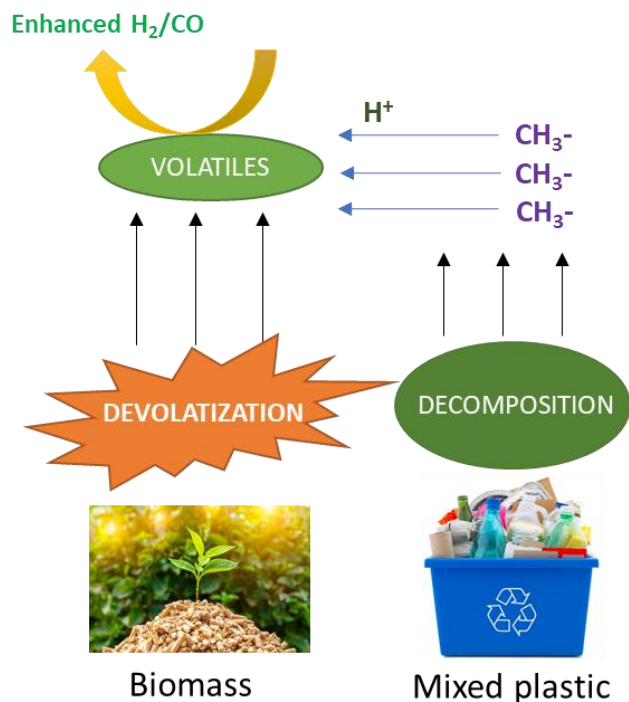 Enhanced H₂/CO
H⁺
CH₃-
VOLATILES
CH₃-
CH₃-
DEVOLATIZATION
DECOMPOSITION
Biomass
Mixed plastic